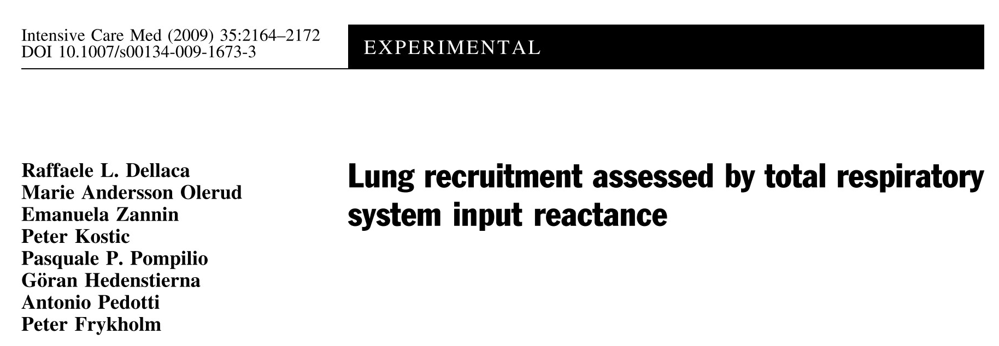 Intensive Care Med (2009) 35:2164–2172
DOI 10.1007/s00134-009-1673-3
EXPERIMENTAL
Raffaele L. Dellaca
Marie Andersson Olerud
Emanuela Zannin
Peter Kostic
Pasquale P. Pompilio
Göran Hedenstierna
Antonio Pedotti
Peter Frykholm
Lung recruitment assessed by total respiratory
system input reactance